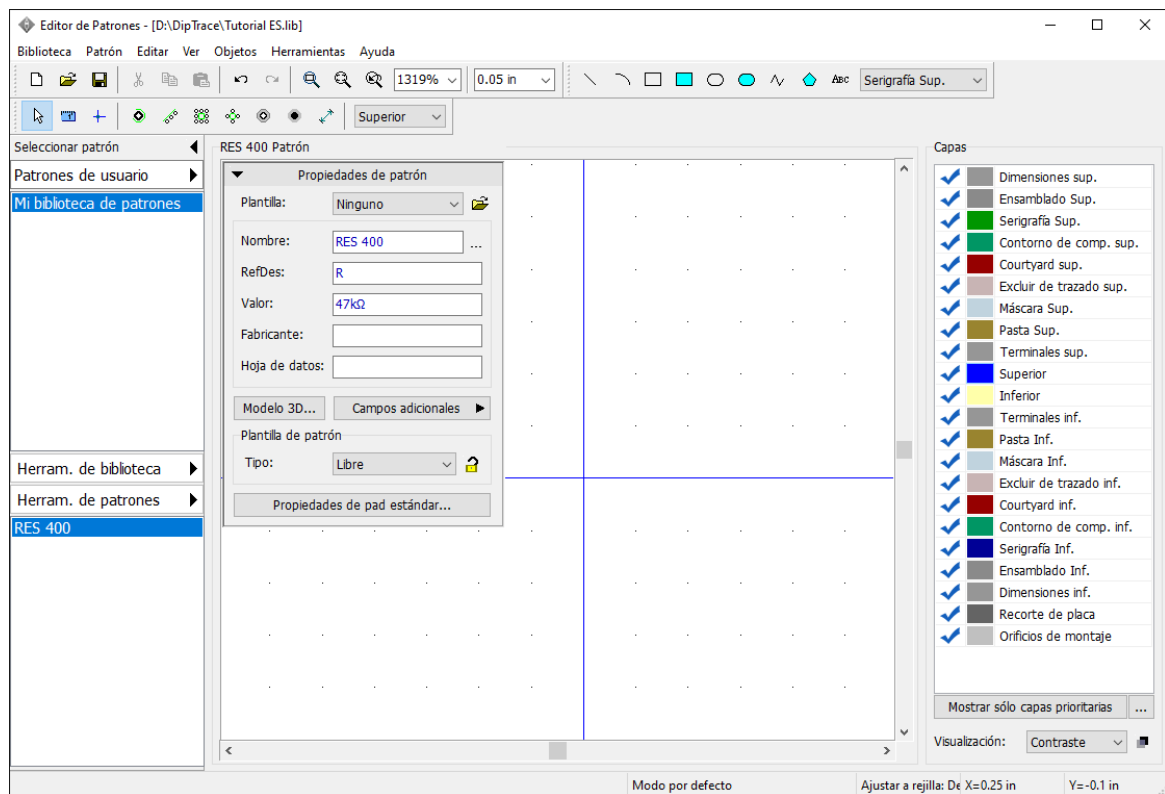 Editor de Patrones - [D:\DipTrace\Tutorial ES.lib]
Biblioteca Patrón Editar Ver Objetos Herramientas Ayuda
1319% 0.05 in ABC Serigrafía Sup.
Superior
Seleccionar patrón
Patrones de usuario
Mi biblioteca de patrones
Herram. de biblioteca
Herram. de patrones
RES 400
RES 400 Patrón
Propiedades de patrón
Plantilla: Ninguno
Nombre: RES 400 ...
RefDes: R
Valor: 47kΩ
Fabricante:
Hoja de datos:
Modelo 3D... Campos adicionales
Plantilla de patrón
Tipo: Libre
Propiedades de pad estándar...
Capas
Dimensiones sup.
Ensamblado Sup.
Serigrafía Sup.
Contorno de comp. sup.
Courtyard sup.
Excluir de trazado sup.
Máscara Sup.
Pasta Sup.
Terminales sup.
Superior
Inferior
Terminales inf.
Pasta Inf.
Máscara Inf.
Excluir de trazado inf.
Courtyard inf.
Contorno de comp. inf.
Serigrafía Inf.
Ensamblado Inf.
Dimensiones inf.
Recorte de placa
Orificios de montaje
Mostrar sólo capas prioritarias ...
Visualización: Contraste
Modo por defecto Ajustar a rejilla: De X=0.25 in Y=-0.1 in